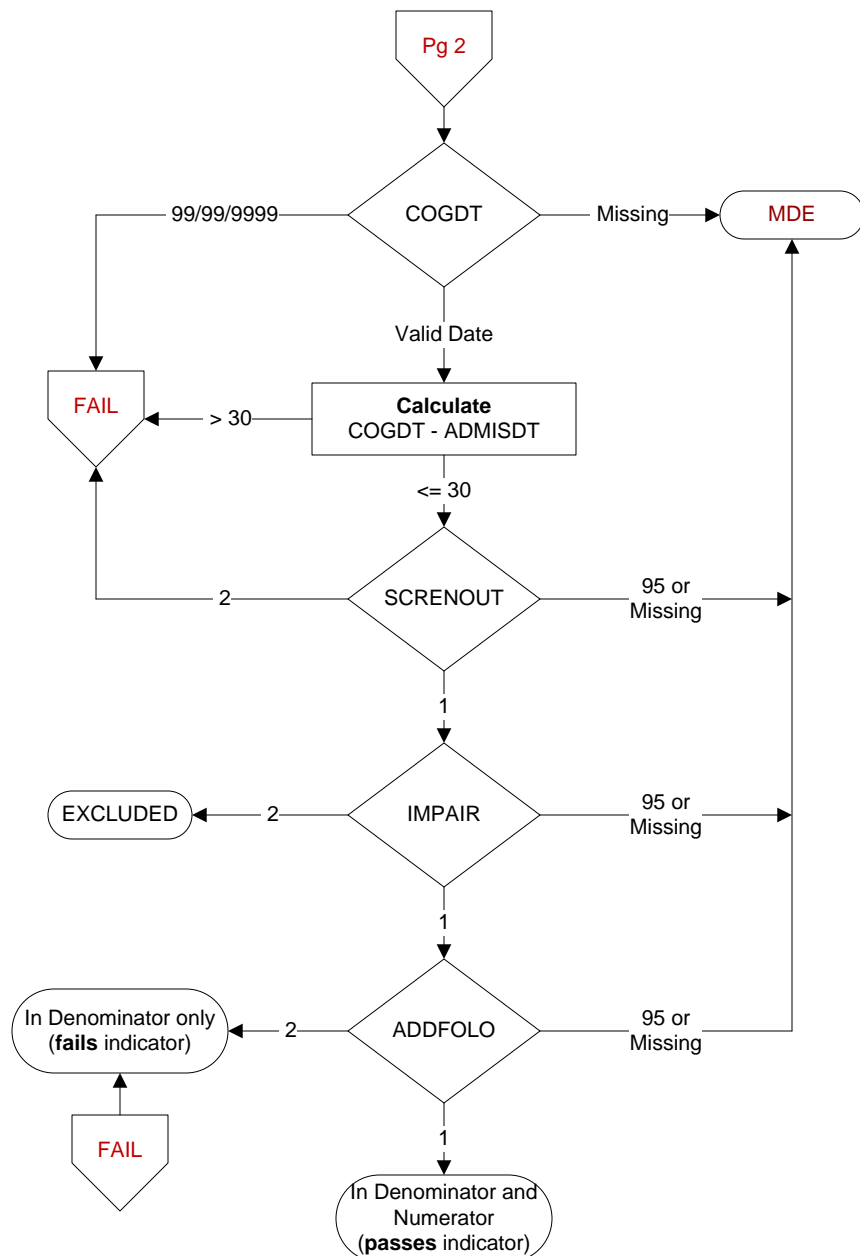 Pg 2
COGDT
99/99/9999
Missing
MDE
Valid Date
FAIL
> 30
Calculate
COGDT - ADMISDT
<= 30
SCRENOUT
2
95 or
Missing
1
EXCLUDED
2
IMPAIR
95 or
Missing
1
In Denominator only
(fails indicator)
2
ADDFOLO
95 or
Missing
FAIL
1
In Denominator and
Numerator
(passes indicator)